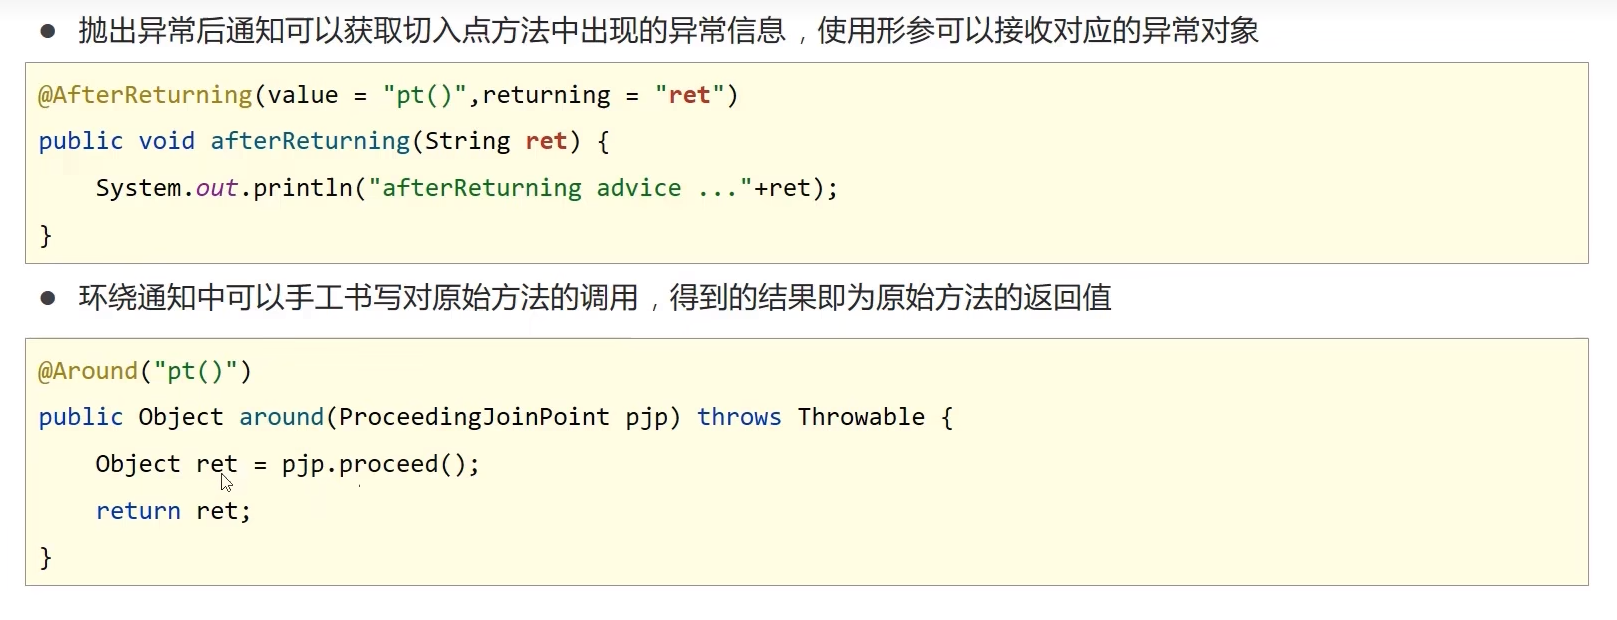 ● 抛出异常后通知可以获取切入点方法中出现的异常信息，使用形参可以接收对应的异常对象
@AfterReturning(value = "pt()",returning = "ret")
public void afterReturning(String ret) {
    System.out.println("afterReturning advice ..."+ret);
}
● 环绕通知中可以手工书写对原始方法的调用，得到的结果即为原始方法的返回值
@Around("pt()")
public Object around(ProceedingJoinPoint pjp) throws Throwable {
    Object ret = pjp.proceed();
    return ret;
}